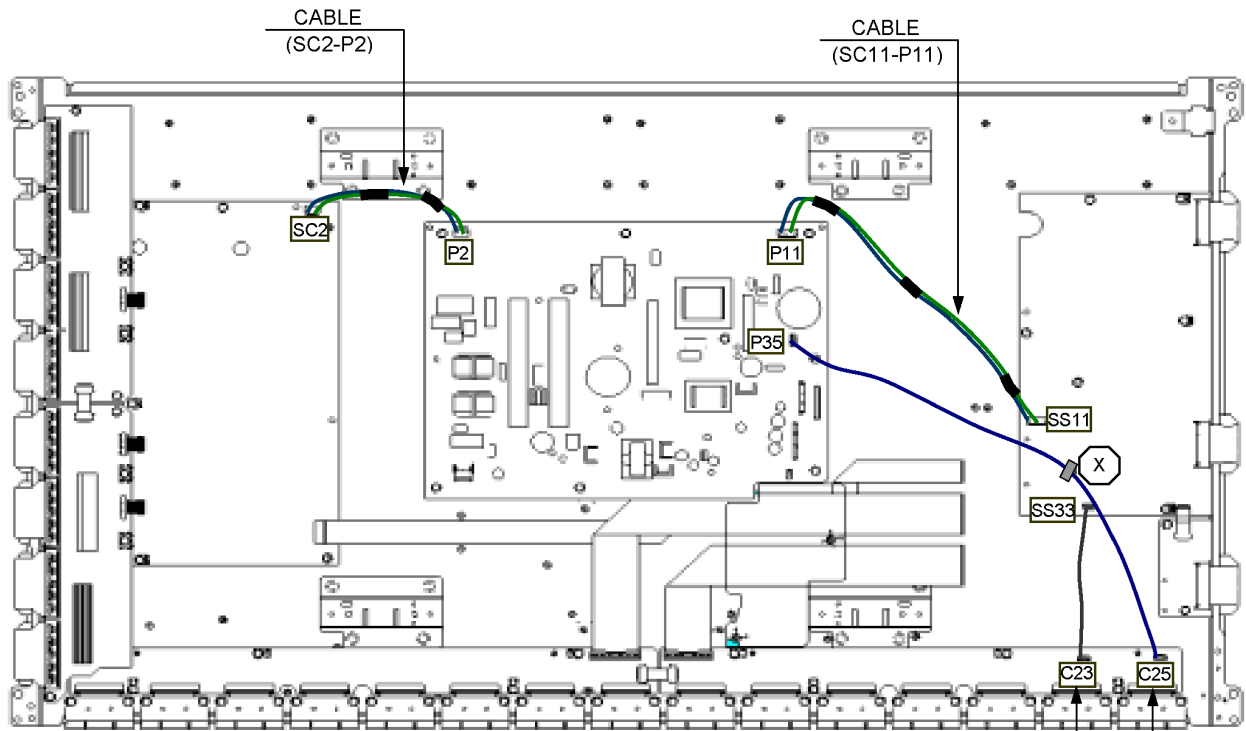 CABLE
(SC2-P2)
CABLE
(SC11-P11)
SC2
P2
P11
P35
SS11
X
SS33
C23
C25